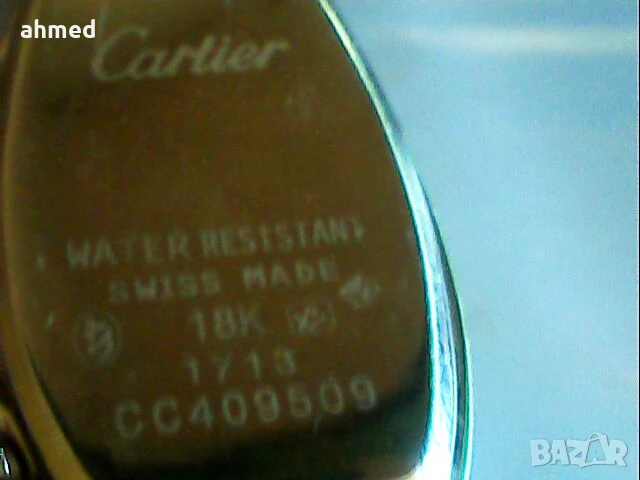 ahmed
Cartier
WATER RESISTANT
SWISS MADE
18K
1713
CC409509
BAZAR